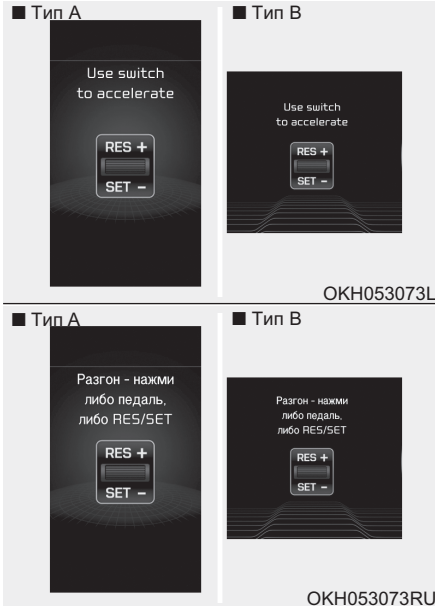 ■ Тип A
Use switch
to accelerate
RES +
SET –
■ Тип B
Use switch
to accelerate
RES +
SET –
OKH053073L
■ Тип A
Разгон - нажми
либо педаль,
либо RES/SET
RES +
SET –
■ Тип B
Разгон - нажми
либо педаль,
либо RES/SET
RES +
SET –
OKH053073RU